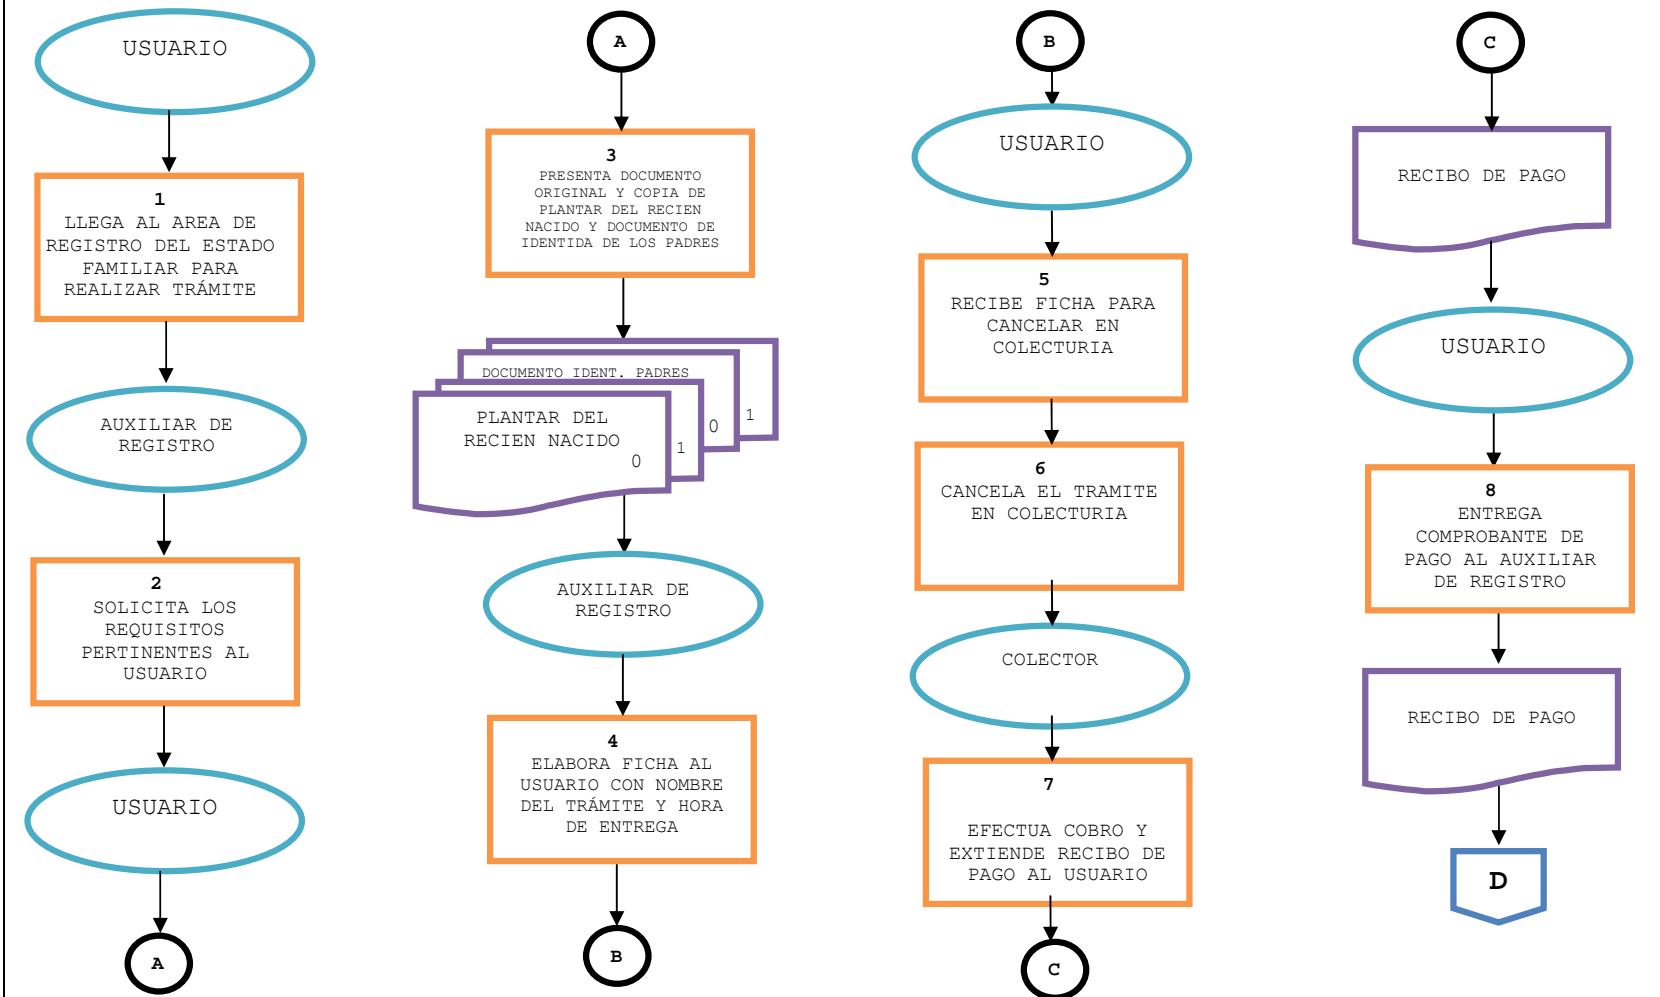 USUARIO
1
LLEGA AL AREA DE
REGISTRO DEL ESTADO
FAMILIAR PARA
REALIZAR TRÁMITE
AUXILIAR DE
REGISTRO
2
SOLICITA LOS
REQUISITOS
PERTINENTES AL
USUARIO
USUARIO
A
A
3
PRESENTA DOCUMENTO
ORIGINAL Y COPIA DE
PLANTAR DEL RECIEN
NACIDO Y DOCUMENTO DE
IDENTIDA DE LOS PADRES
DOCUMENTO IDENT. PADRES
1
0
1
PLANTAR DEL
RECIEN NACIDO
0
AUXILIAR DE
REGISTRO
4
ELABORA FICHA AL
USUARIO CON NOMBRE
DEL TRÁMITE Y HORA
DE ENTREGA
B
B
USUARIO
5
RECIBE FICHA PARA
CANCELAR EN
COLECTURIA
6
CANCELA EL TRAMITE
EN COLECTURIA
COLECTOR
7
EFECTUA COBRO Y
EXTIENDE RECIBO DE
PAGO AL USUARIO
C
C
RECIBO DE PAGO
USUARIO
8
ENTREGA
COMPROBANTE DE
PAGO AL AUXILIAR
DE REGISTRO
RECIBO DE PAGO
D